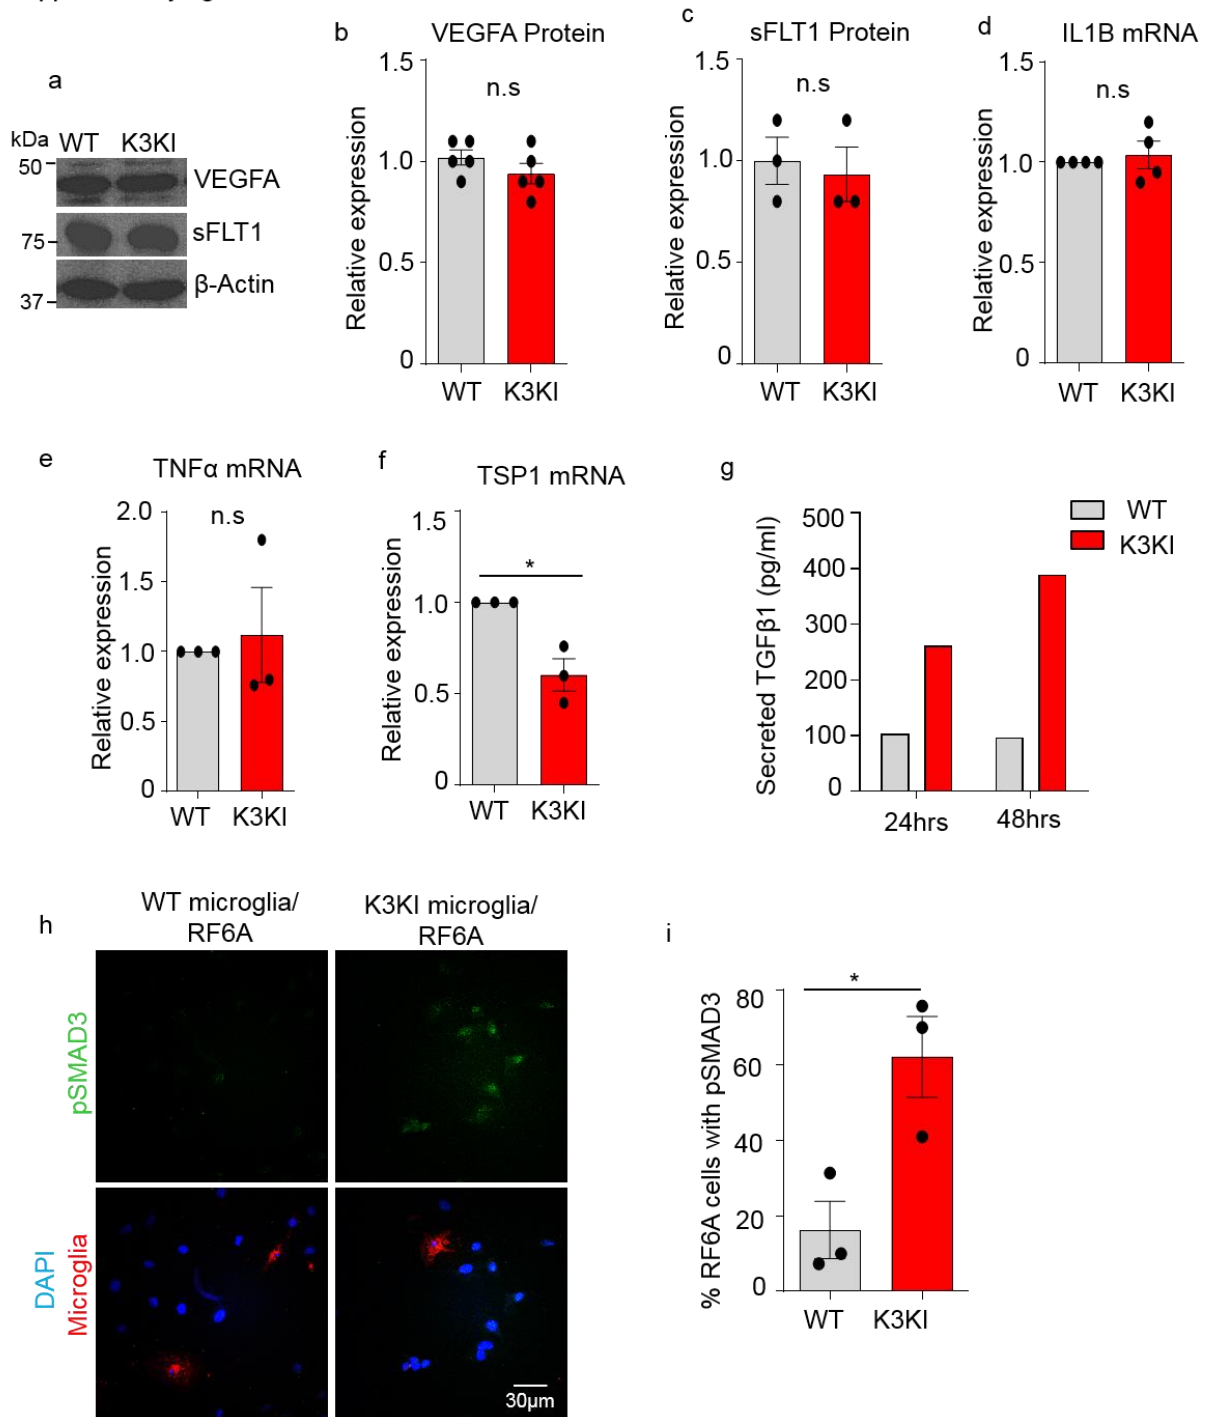 a
kDa WT K3KI
50
VEGFA
75
sFLT1
37
β-Actin
b
VEGFA Protein
n.s
Relative expression
1.5
1.0
0.5
0
WT K3KI
c
sFLT1 Protein
n.s
Relative expression
1.5
1.0
0.5
0
WT K3KI
d
IL1B mRNA
n.s
Relative expression
1.5
1.0
0.5
0
WT K3KI
e
TNFα mRNA
n.s
Relative expression
2.0
1.5
1.0
0.5
0
WT K3KI
f
TSP1 mRNA
*
Relative expression
1.5
1.0
0.5
0
WT K3KI
g
Secreted TGFβ1 (pg/ml)
500
400
300
200
100
0
24hrs 48hrs
WT
K3KI
h
WT microglia/
RF6A
K3KI microglia/
RF6A
pSMAD3
DAPI
Microglia
30µm
i
*
% RF6A cells with pSMAD3
80
60
40
20
0
WT K3KI